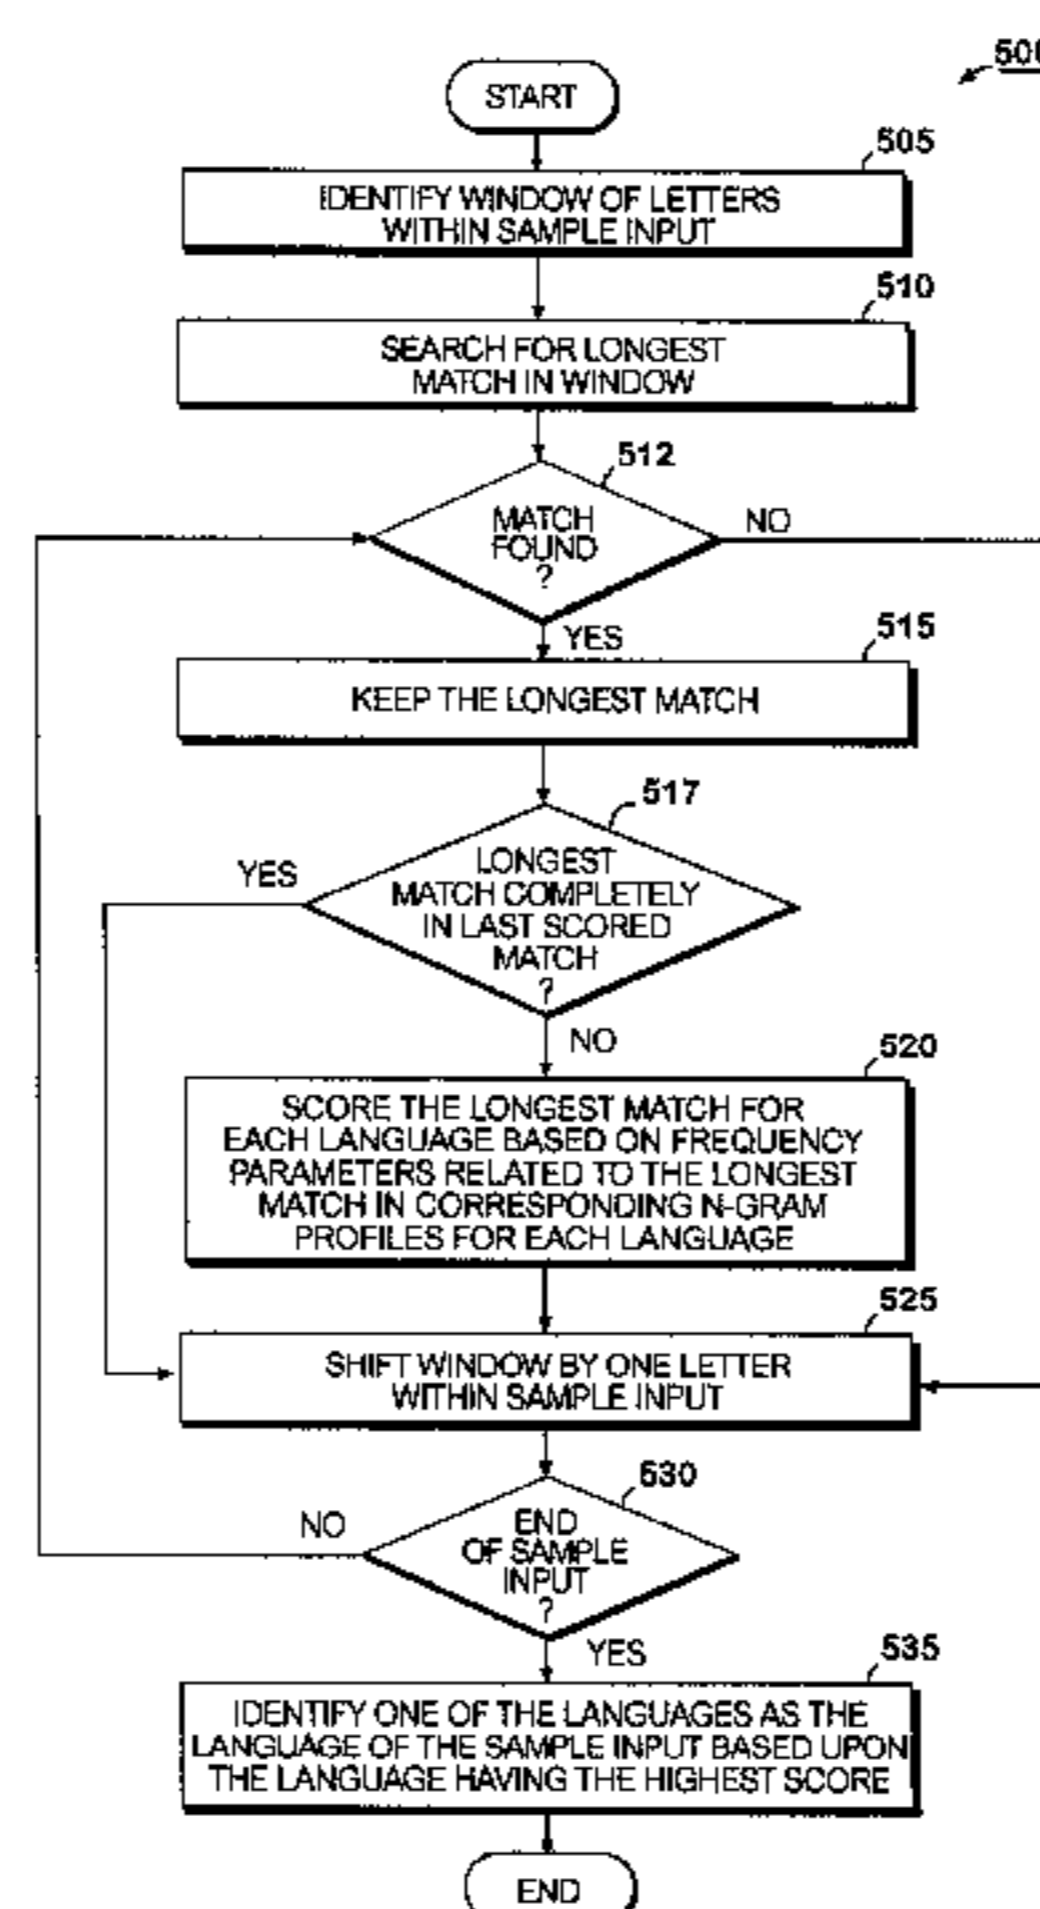 500
START
505
IDENTIFY WINDOW OF LETTERS
WITHIN SAMPLE INPUT
510
SEARCH FOR LONGEST
MATCH IN WINDOW
512
MATCH
FOUND
?
NO
YES
515
KEEP THE LONGEST MATCH
517
YES
LONGEST
MATCH COMPLETELY
IN LAST SCORED
MATCH
?
NO
520
SCORE THE LONGEST MATCH FOR
EACH LANGUAGE BASED ON FREQUENCY
PARAMETERS RELATED TO THE LONGEST
MATCH IN CORRESPONDING N-GRAM
PROFILES FOR EACH LANGUAGE
525
SHIFT WINDOW BY ONE LETTER
WITHIN SAMPLE INPUT
530
NO
END
OF SAMPLE
INPUT
?
YES
535
IDENTIFY ONE OF THE LANGUAGES AS THE
LANGUAGE OF THE SAMPLE INPUT BASED UPON
THE LANGUAGE HAVING THE HIGHEST SCORE
END